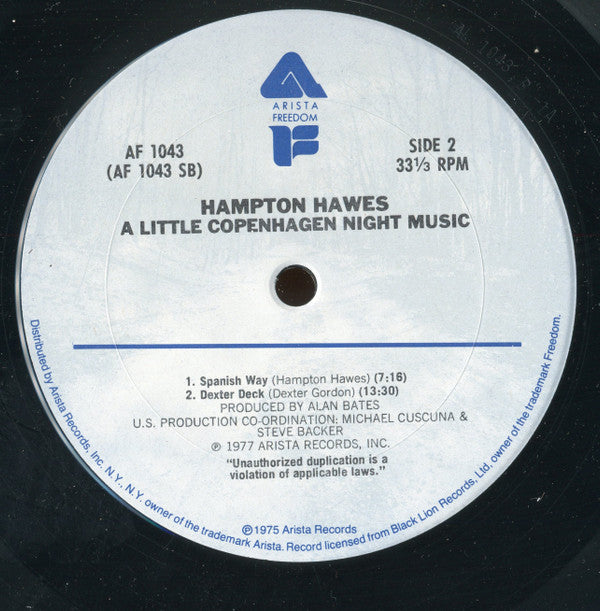 AL 1043
ARISTA
FREEDOM
AF 1043
(AF 1043 SB)
SIDE 2
33⅓ RPM
HAMPTON HAWES
A LITTLE COPENHAGEN NIGHT MUSIC
1. Spanish Way (Hampton Hawes) (7:16)
2. Dexter Deck (Dexter Gordon) (13:30)
PRODUCED BY ALAN BATES
U.S. PRODUCTION CO-ORDINATION: MICHAEL CUSCUNA &
STEVE BACKER
℗ 1977 ARISTA RECORDS, INC.
"Unauthorized duplication is a
violation of applicable laws."
©℗1975 Arista Records
Distributed by Arista Records, Inc. N.Y., N.Y. owner of the trademark Arista. Record licensed from Black Lion Records, Ltd. owner of the trademark Freedom.